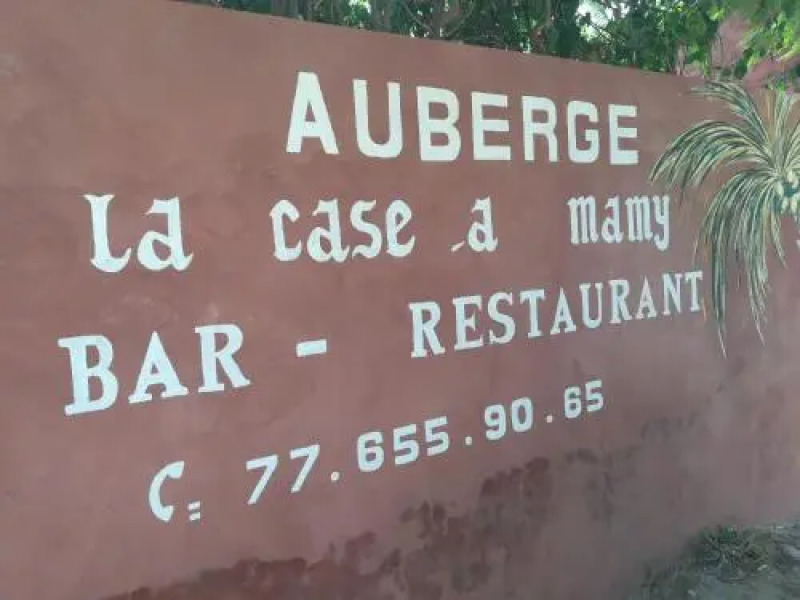 AUBERGE
la case a mamy
BAR - RESTAURANT
C= 77.655.90.65